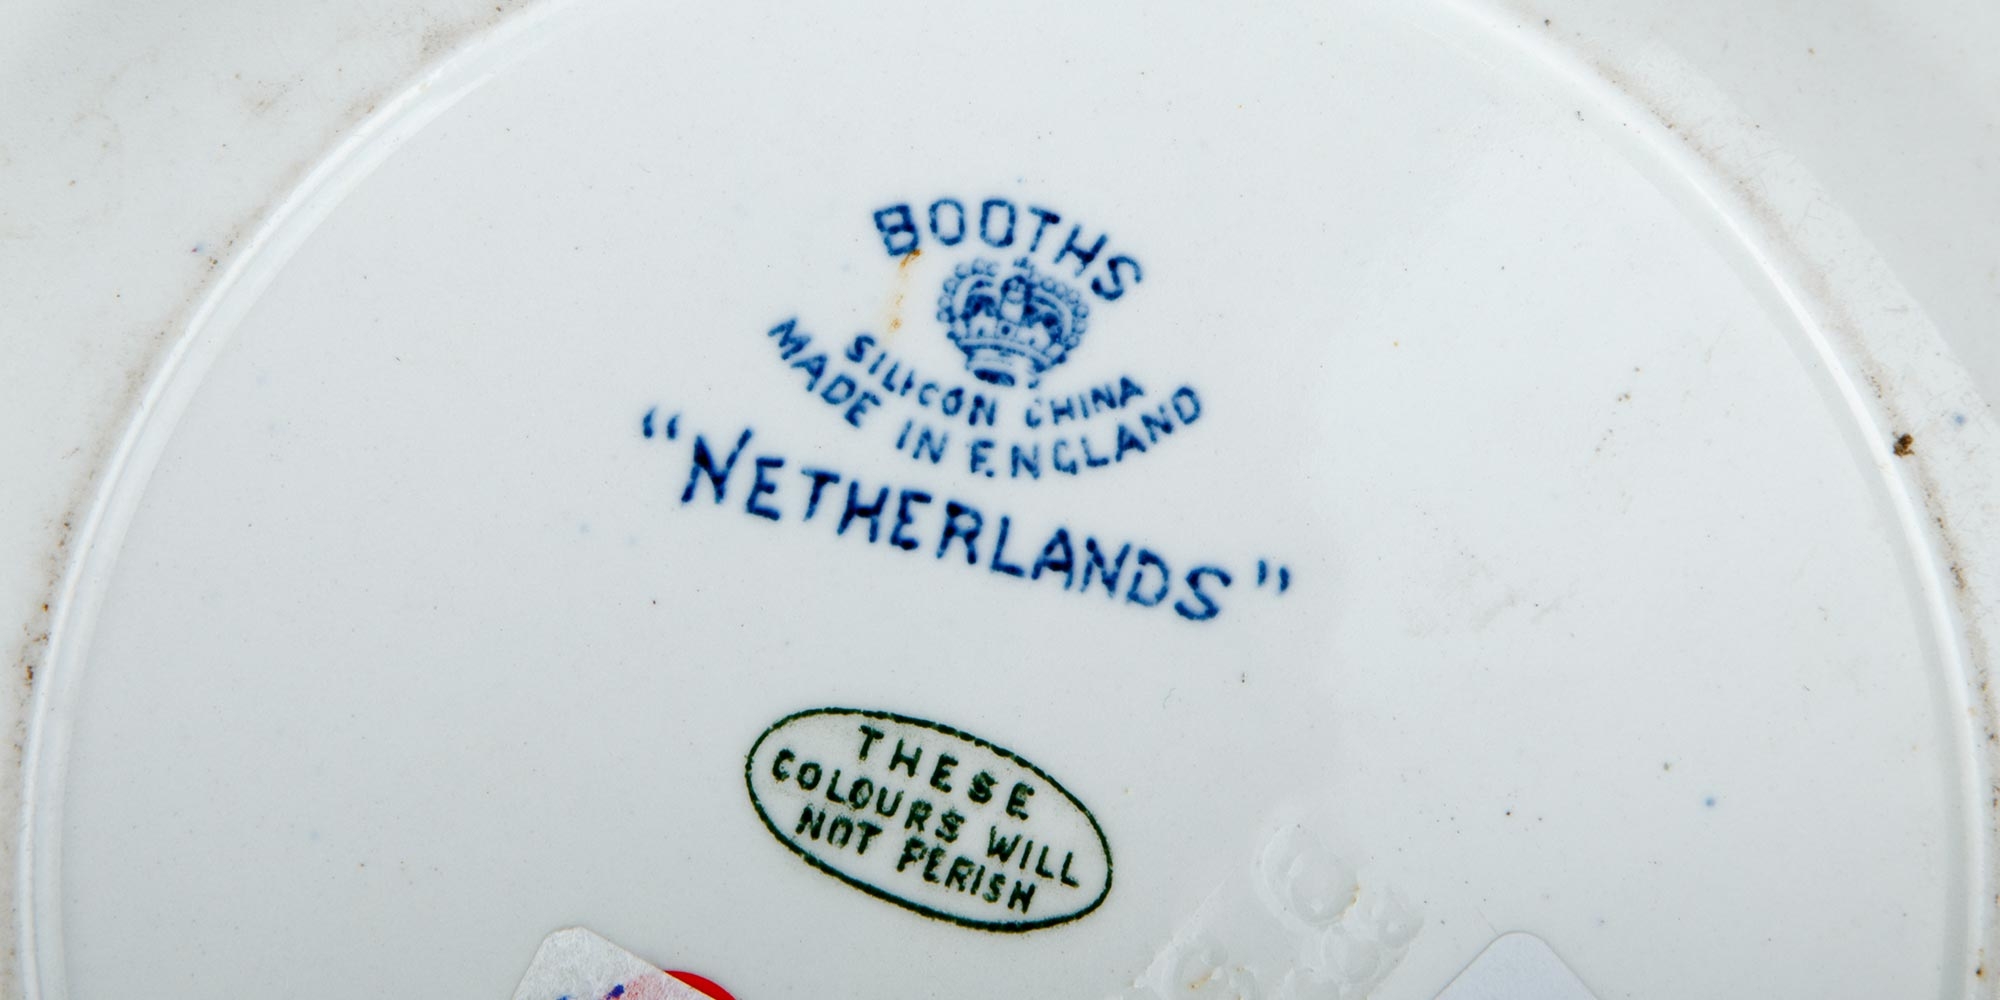 BOOTHS
SILICON CHINA
MADE IN ENGLAND
"NETHERLANDS"
THESE
COLOURS WILL
NOT PERISH